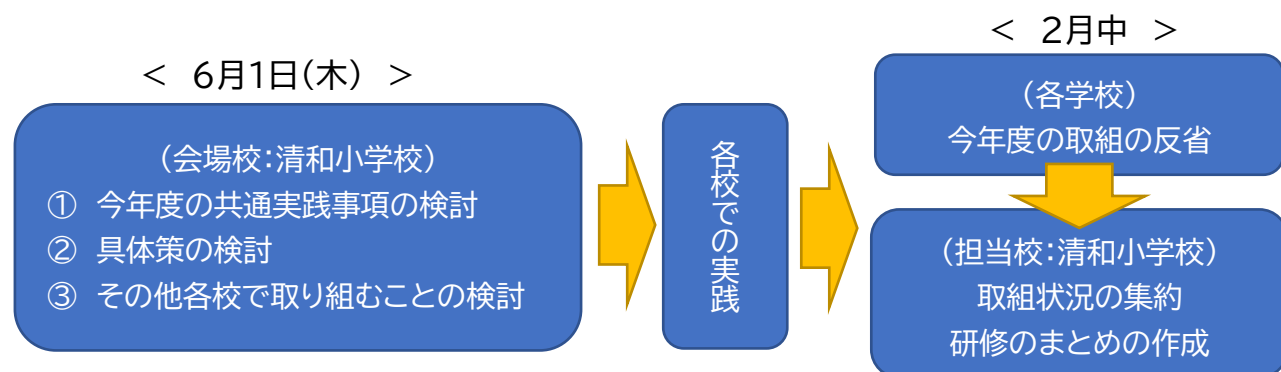 < 6月1日(木) >
(会場校:清和小学校)
① 今年度の共通実践事項の検討
② 具体策の検討
③ その他各校で取り組むことの検討
各校での実践
< 2月中 >
(各学校)
今年度の取組の反省
(担当校:清和小学校)
取組状況の集約
研修のまとめの作成